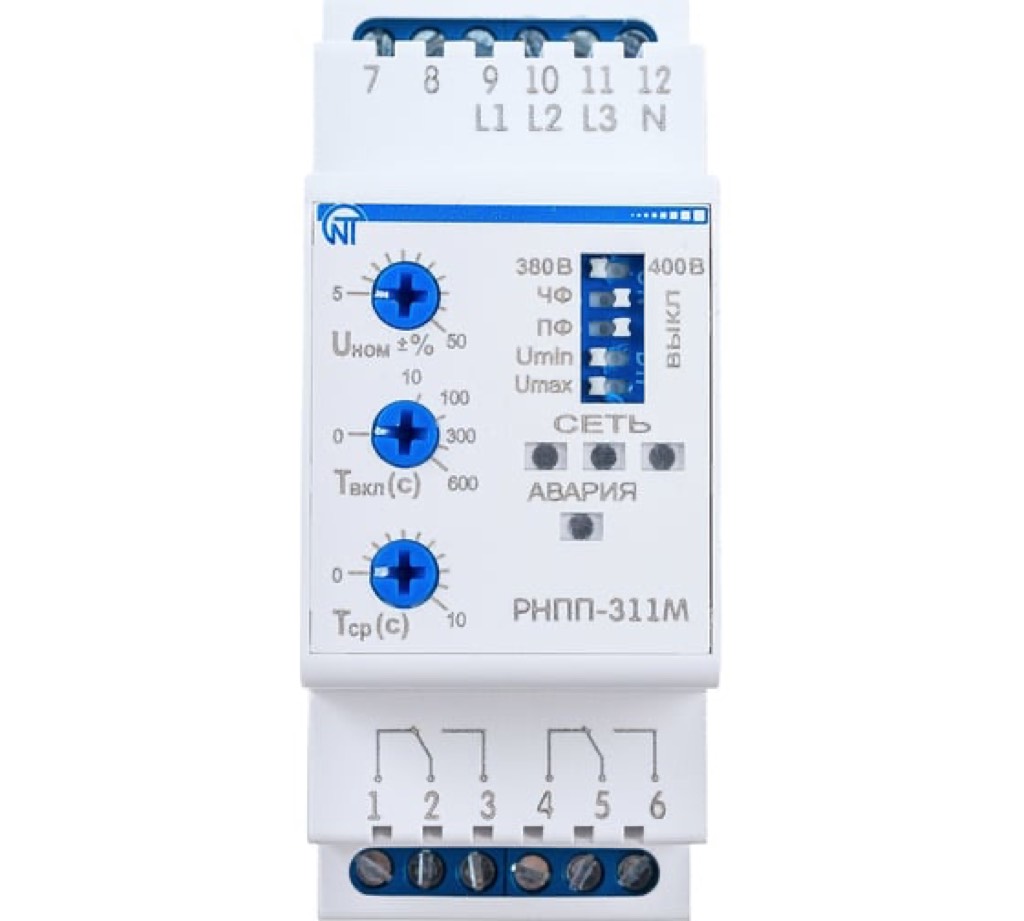 7 8 9 10 11 12
L1 L2 L3 N
NT
380В 400В
ЧФ
ПФ
Umin
Umax
ВЫКЛ
5
50
Uном ±%
10
100
0 300
600
Tвкл(с)
СЕТЬ
АВАРИЯ
0
10
Tср(с)
РНПП-311М
1 2 3 4 5 6